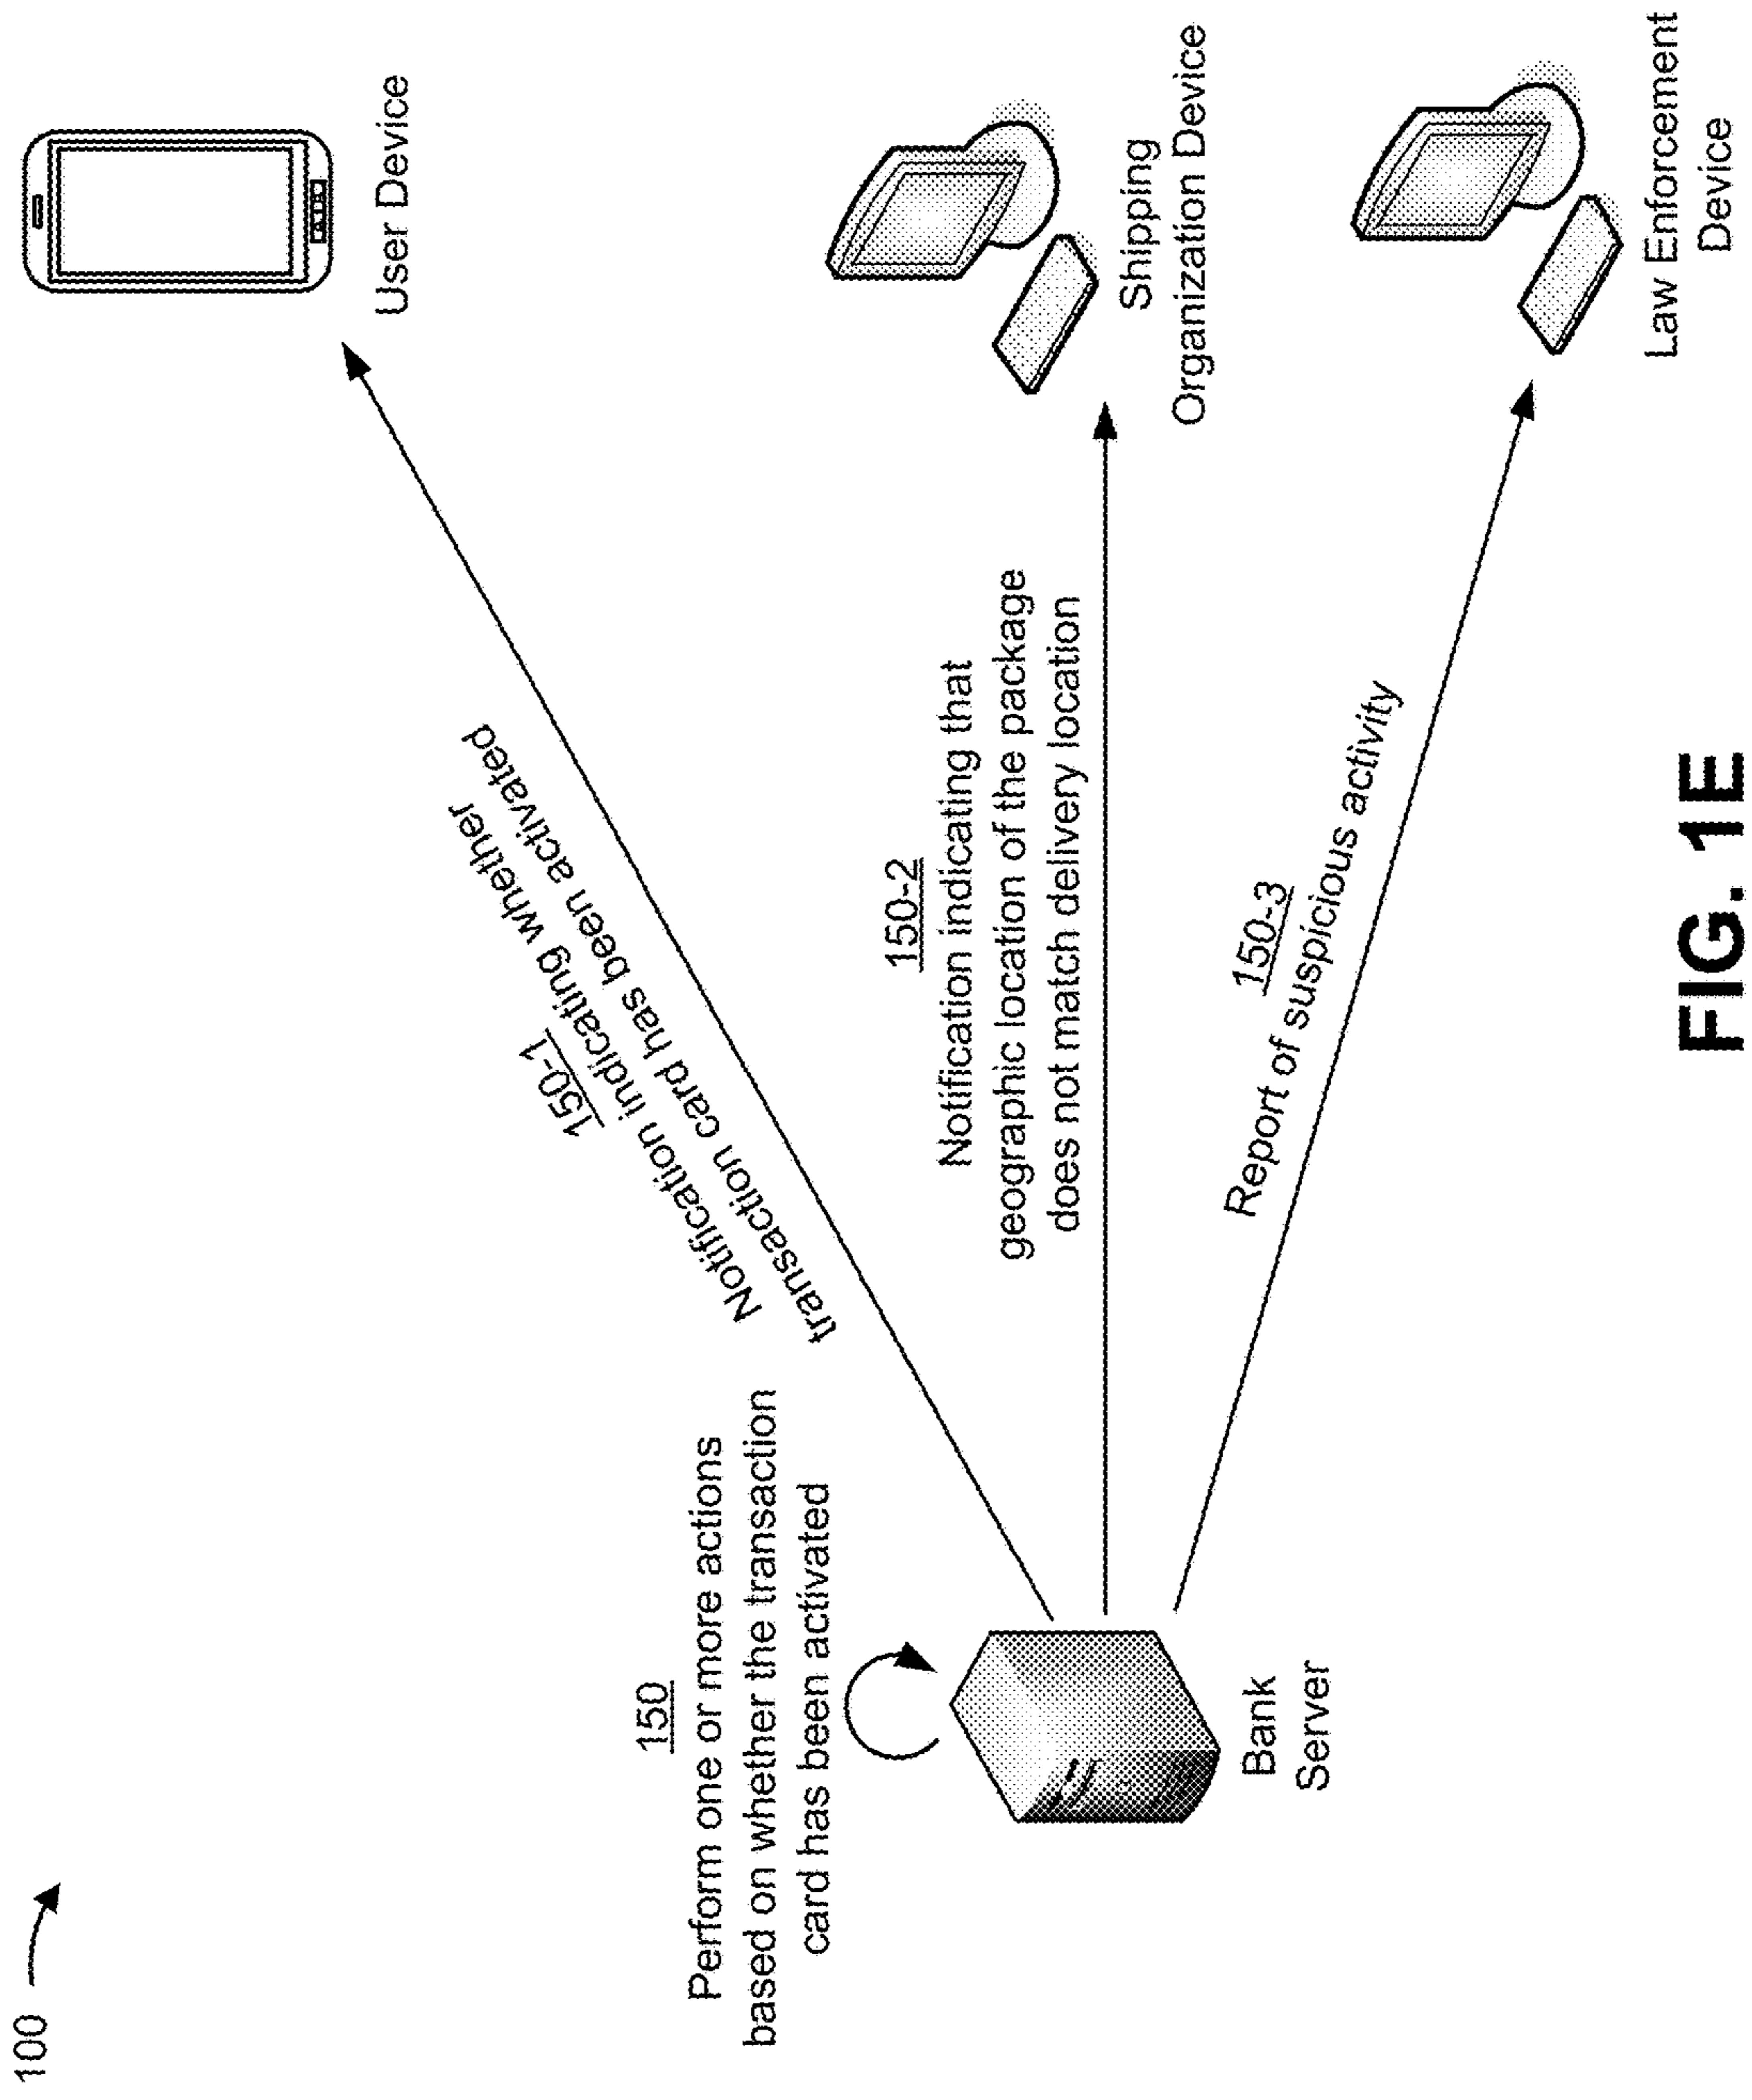 100
150
Perform one or more actions
based on whether the transaction
card has been activated
Bank
Server
150-1
Notification indicating whether
transaction card has been activated
User Device
150-2
Notification indicating that
geographic location of the package
does not match delivery location
Shipping
Organization Device
150-3
Report of suspicious activity
Law Enforcement
Device
FIG. 1E